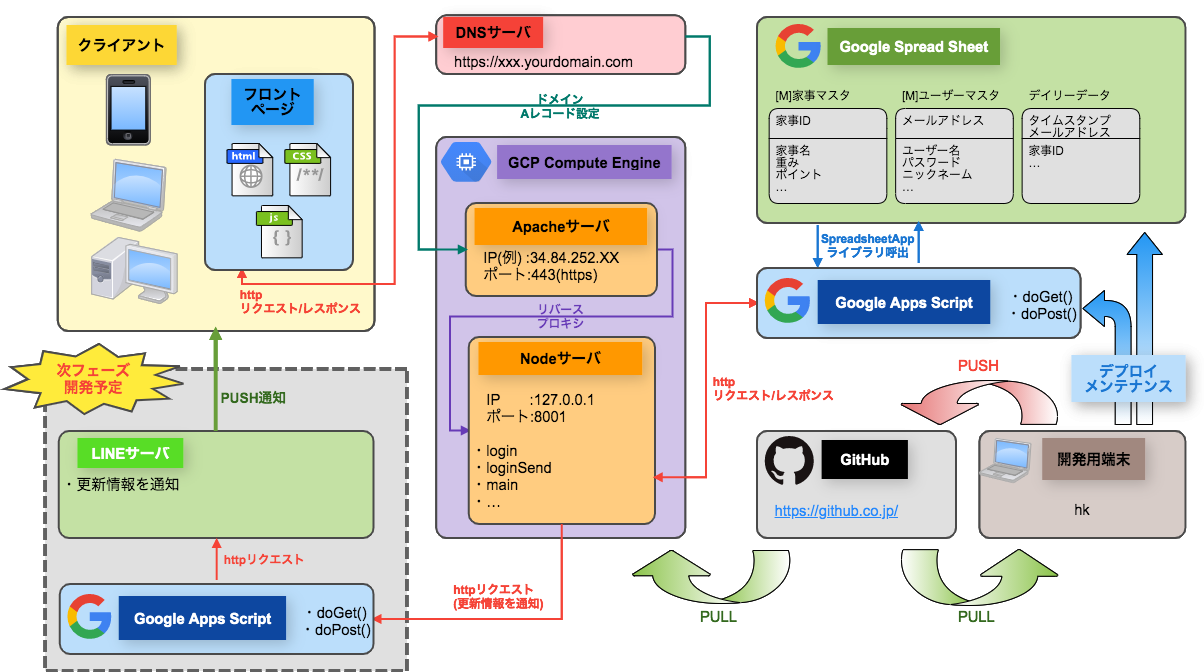 クライアント
フロント
ページ
html
CSS
/**/
js
{ }
http
リクエスト/レスポンス
DNSサーバ
https://xxx.yourdomain.com
ドメイン
Aレコード設定
GCP Compute Engine
Apacheサーバ
IP(例) :34.84.252.XX
ポート:443(https)
リバース
プロキシ
Nodeサーバ
IP :127.0.0.1
ポート:8001
・login
・loginSend
・main
・…
Google Spread Sheet
[M]家事マスタ
家事ID
家事名
重み
ポイント
…
[M]ユーザーマスタ
メールアドレス
ユーザー名
パスワード
ニックネーム
…
デイリーデータ
タイムスタンプ
メールアドレス
家事ID
…
SpreadsheetApp
ライブラリ呼出
Google Apps Script
・doGet()
・doPost()
http
リクエスト/レスポンス
デプロイ
メンテナンス
PUSH
GitHub
https://github.co.jp/
開発用端末
hk
PULL
PULL
次フェーズ
開発予定
PUSH通知
LINEサーバ
・更新情報を通知
httpリクエスト
Google Apps Script
・doGet()
・doPost()
httpリクエスト
(更新情報を通知)